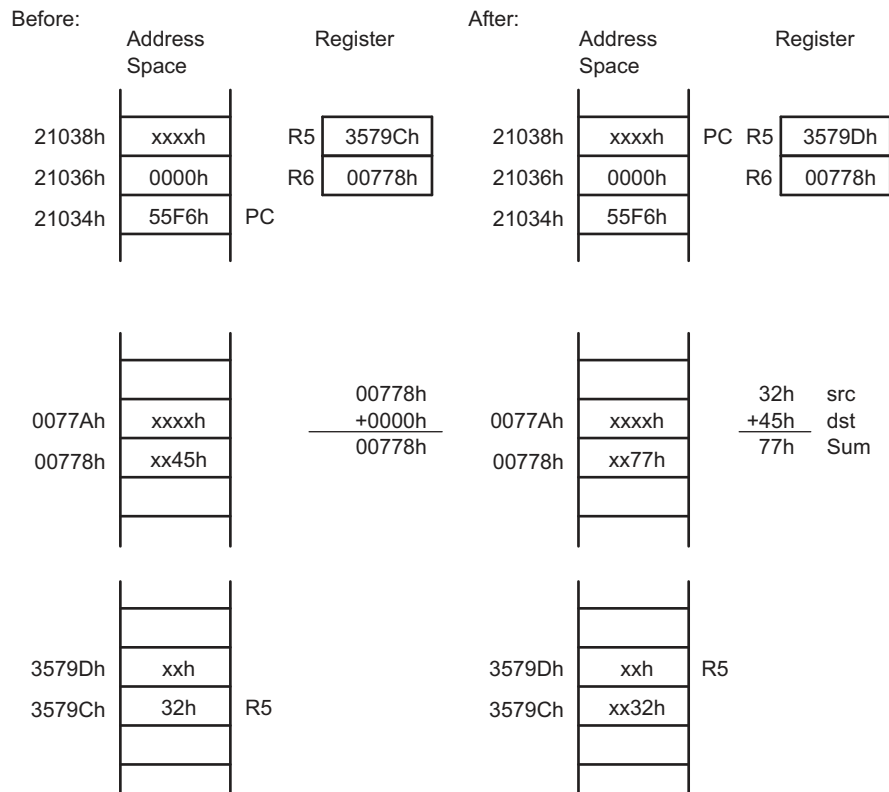 Before:
Address Space
Register
21038h xxxxh R5 3579Ch
21036h 0000h R6 00778h
21034h 55F6h PC
00778h
0077Ah xxxxh +0000h
00778h xx45h 00778h
3579Dh xxh
3579Ch 32h R5
After:
Address Space
Register
21038h xxxxh PC R5 3579Dh
21036h 0000h R6 00778h
21034h 55F6h
32h src
0077Ah xxxxh +45h dst
00778h xx77h 77h Sum
3579Dh xxh R5
3579Ch xx32h